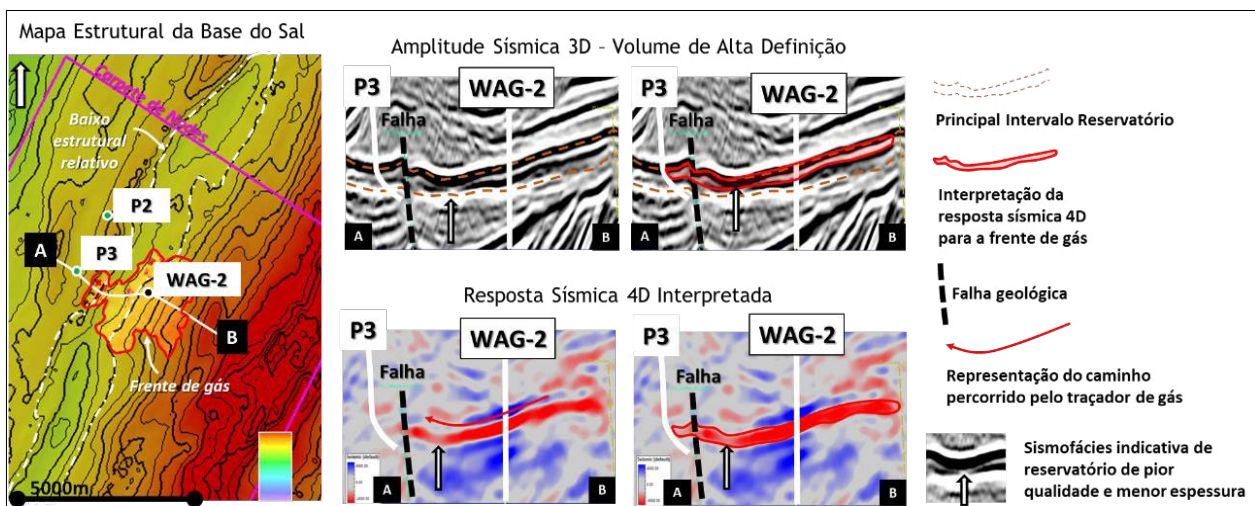 Mapa Estrutural da Base do Sal
Carpete de Nodes
Baixo
estrutural
relativo
P2
A
P3
WAG-2
B
Frente de gás
5000m
Amplitude Sísmica 3D – Volume de Alta Definição
P3
WAG-2
Falha
A
B
P3
WAG-2
Falha
A
B
Resposta Sísmica 4D Interpretada
P3
WAG-2
Falha
A
B
P3
WAG-2
Falha
A
B
Principal Intervalo Reservatório
Interpretação da
resposta sísmica 4D
para a frente de gás
Falha geológica
Representação do caminho
percorrido pelo traçador de
gás
Sismofácies indicativa de
reservatório de pior
qualidade e menor espessura